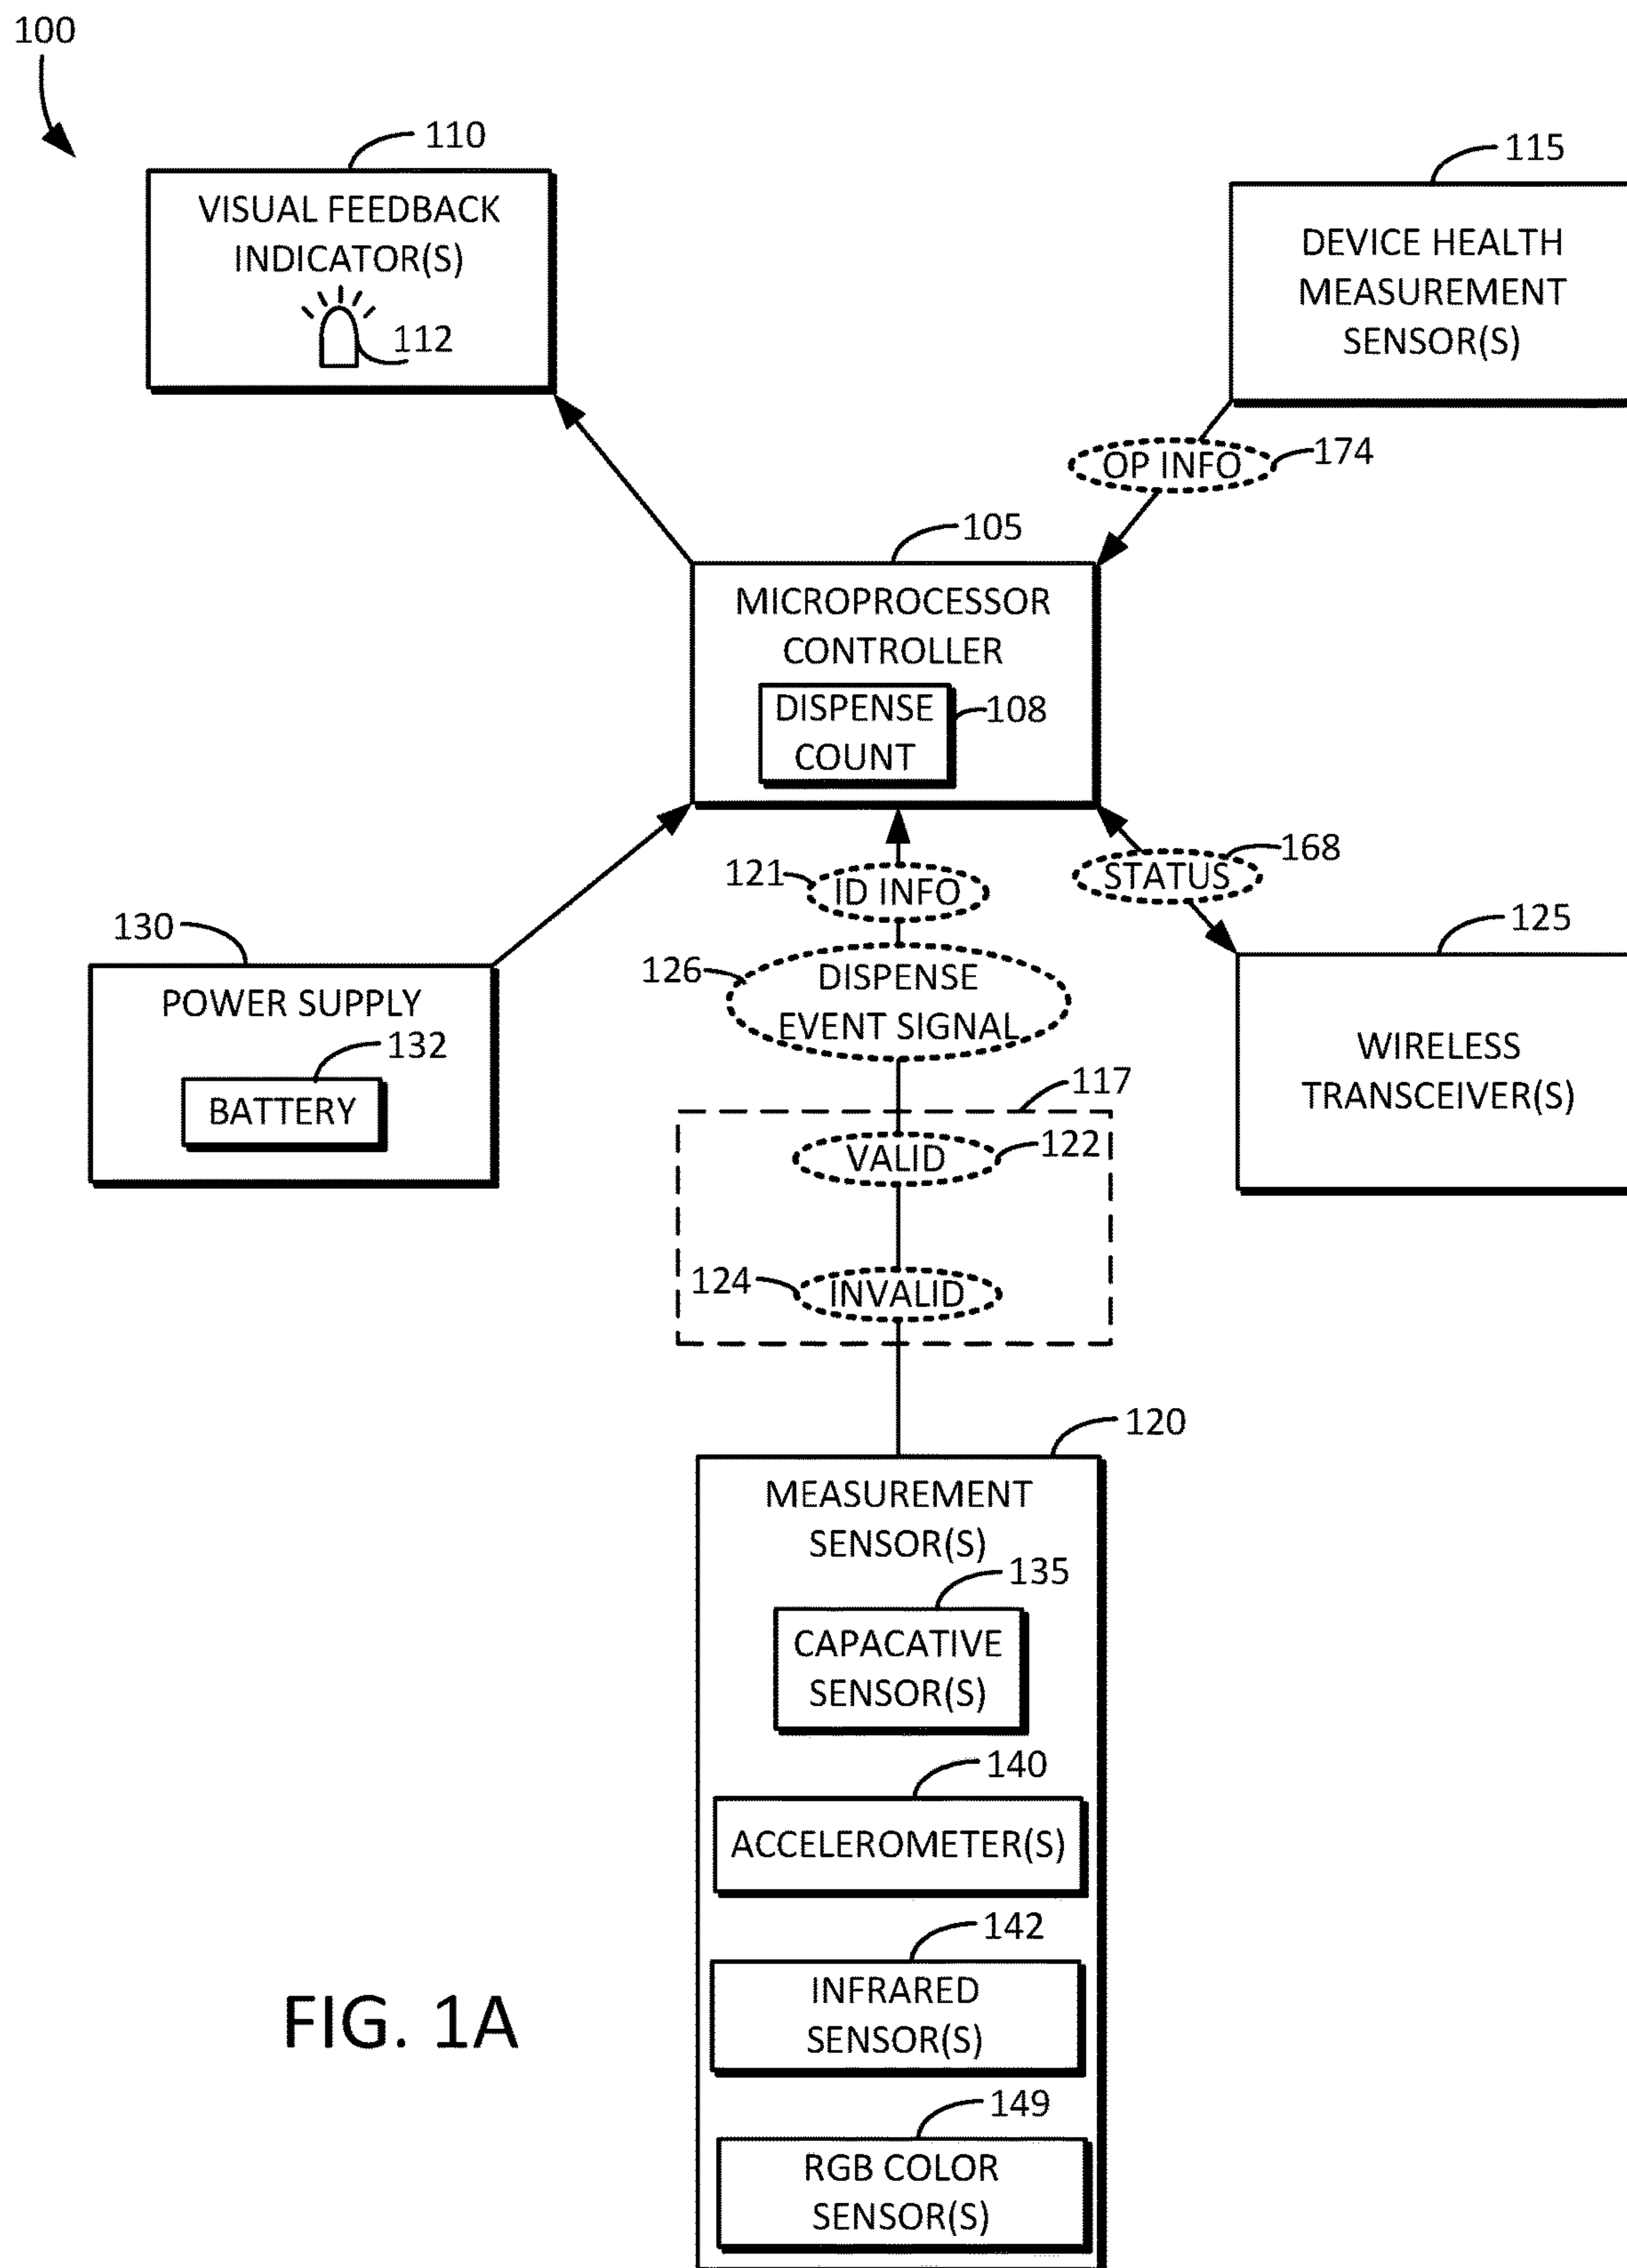 100
110
VISUAL FEEDBACK
INDICATOR(S)
112
115
DEVICE HEALTH
MEASUREMENT
SENSOR(S)
OP INFO
174
105
MICROPROCESSOR
CONTROLLER
DISPENSE
COUNT
108
121
ID INFO
STATUS
168
130
POWER SUPPLY
132
BATTERY
126
DISPENSE
EVENT SIGNAL
125
WIRELESS
TRANSCEIVER(S)
117
VALID
122
124
INVALID
120
MEASUREMENT
SENSOR(S)
135
CAPACATIVE
SENSOR(S)
140
ACCELEROMETER(S)
142
INFRARED
SENSOR(S)
149
RGB COLOR
SENSOR(S)
FIG. 1A